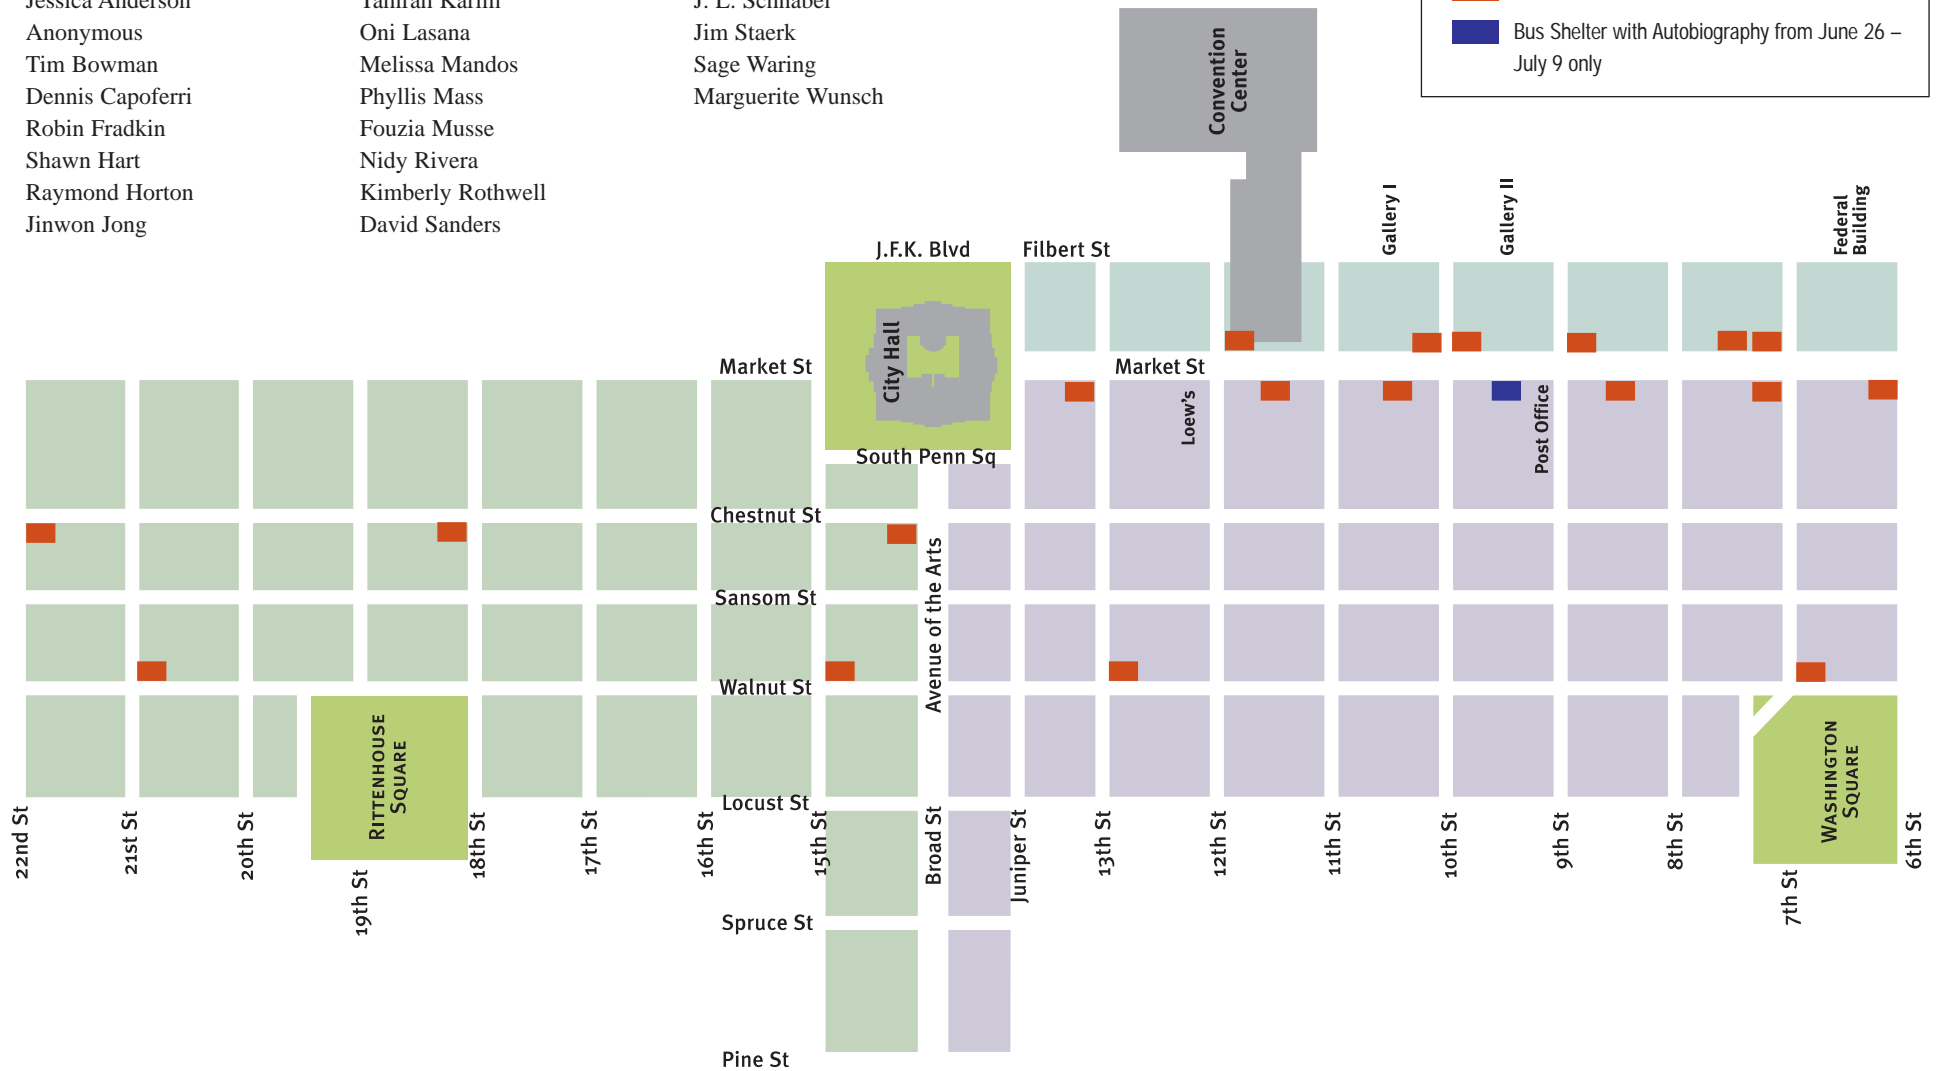 Jessica Anderson
Anonymous
Tim Bowman
Dennis Capoferri
Robin Fradkin
Shawn Hart
Raymond Horton
Jinwon Jong
Karim
Oni Lasana
Melissa Mandos
Phyllis Mass
Fouzia Musse
Nidy Rivera
Kimberly Rothwell
David Sanders
J. L. Schnabel
Jim Staerk
Sage Waring
Marguerite Wunsch
Bus Shelter with Autobiography from June 26 –
July 9 only
Convention
Center
Gallery I
Gallery II
Federal
Building
J.F.K. Blvd
Filbert St
City Hall
Market St
Market St
Loew's
Post Office
South Penn Sq
Chestnut St
Avenue of the Arts
Sansom St
Walnut St
RITTENHOUSE
SQUARE
WASHINGTON
SQUARE
Locust St
22nd St
21st St
20th St
19th St
18th St
17th St
16th St
15th St
Broad St
Juniper St
13th St
12th St
11th St
10th St
9th St
8th St
7th St
6th St
Spruce St
Pine St